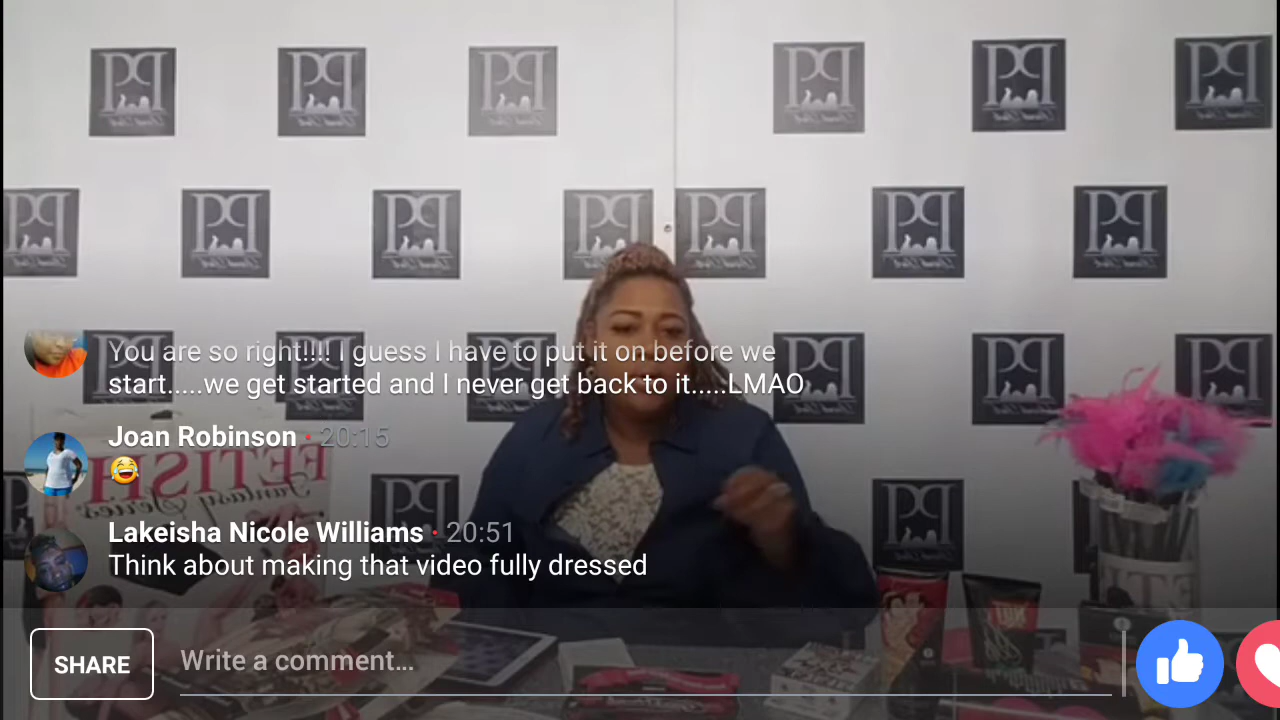 You are so right!!!! I guess I have to put it on before we
start.....we get started and I never get back to it.....LMAO
Joan Robinson • 20:15
😂
FETISH
Fantasy Series
Lakeisha Nicole Williams • 20:51
Think about making that video fully dressed
SHARE
Write a comment...